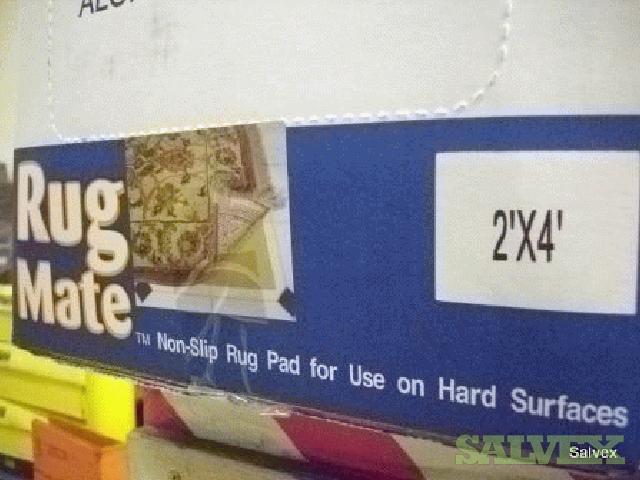 Rug
Mate
2'X4'
™ Non-Slip Rug Pad for Use on Hard Surfaces
SALVEX
Salvex